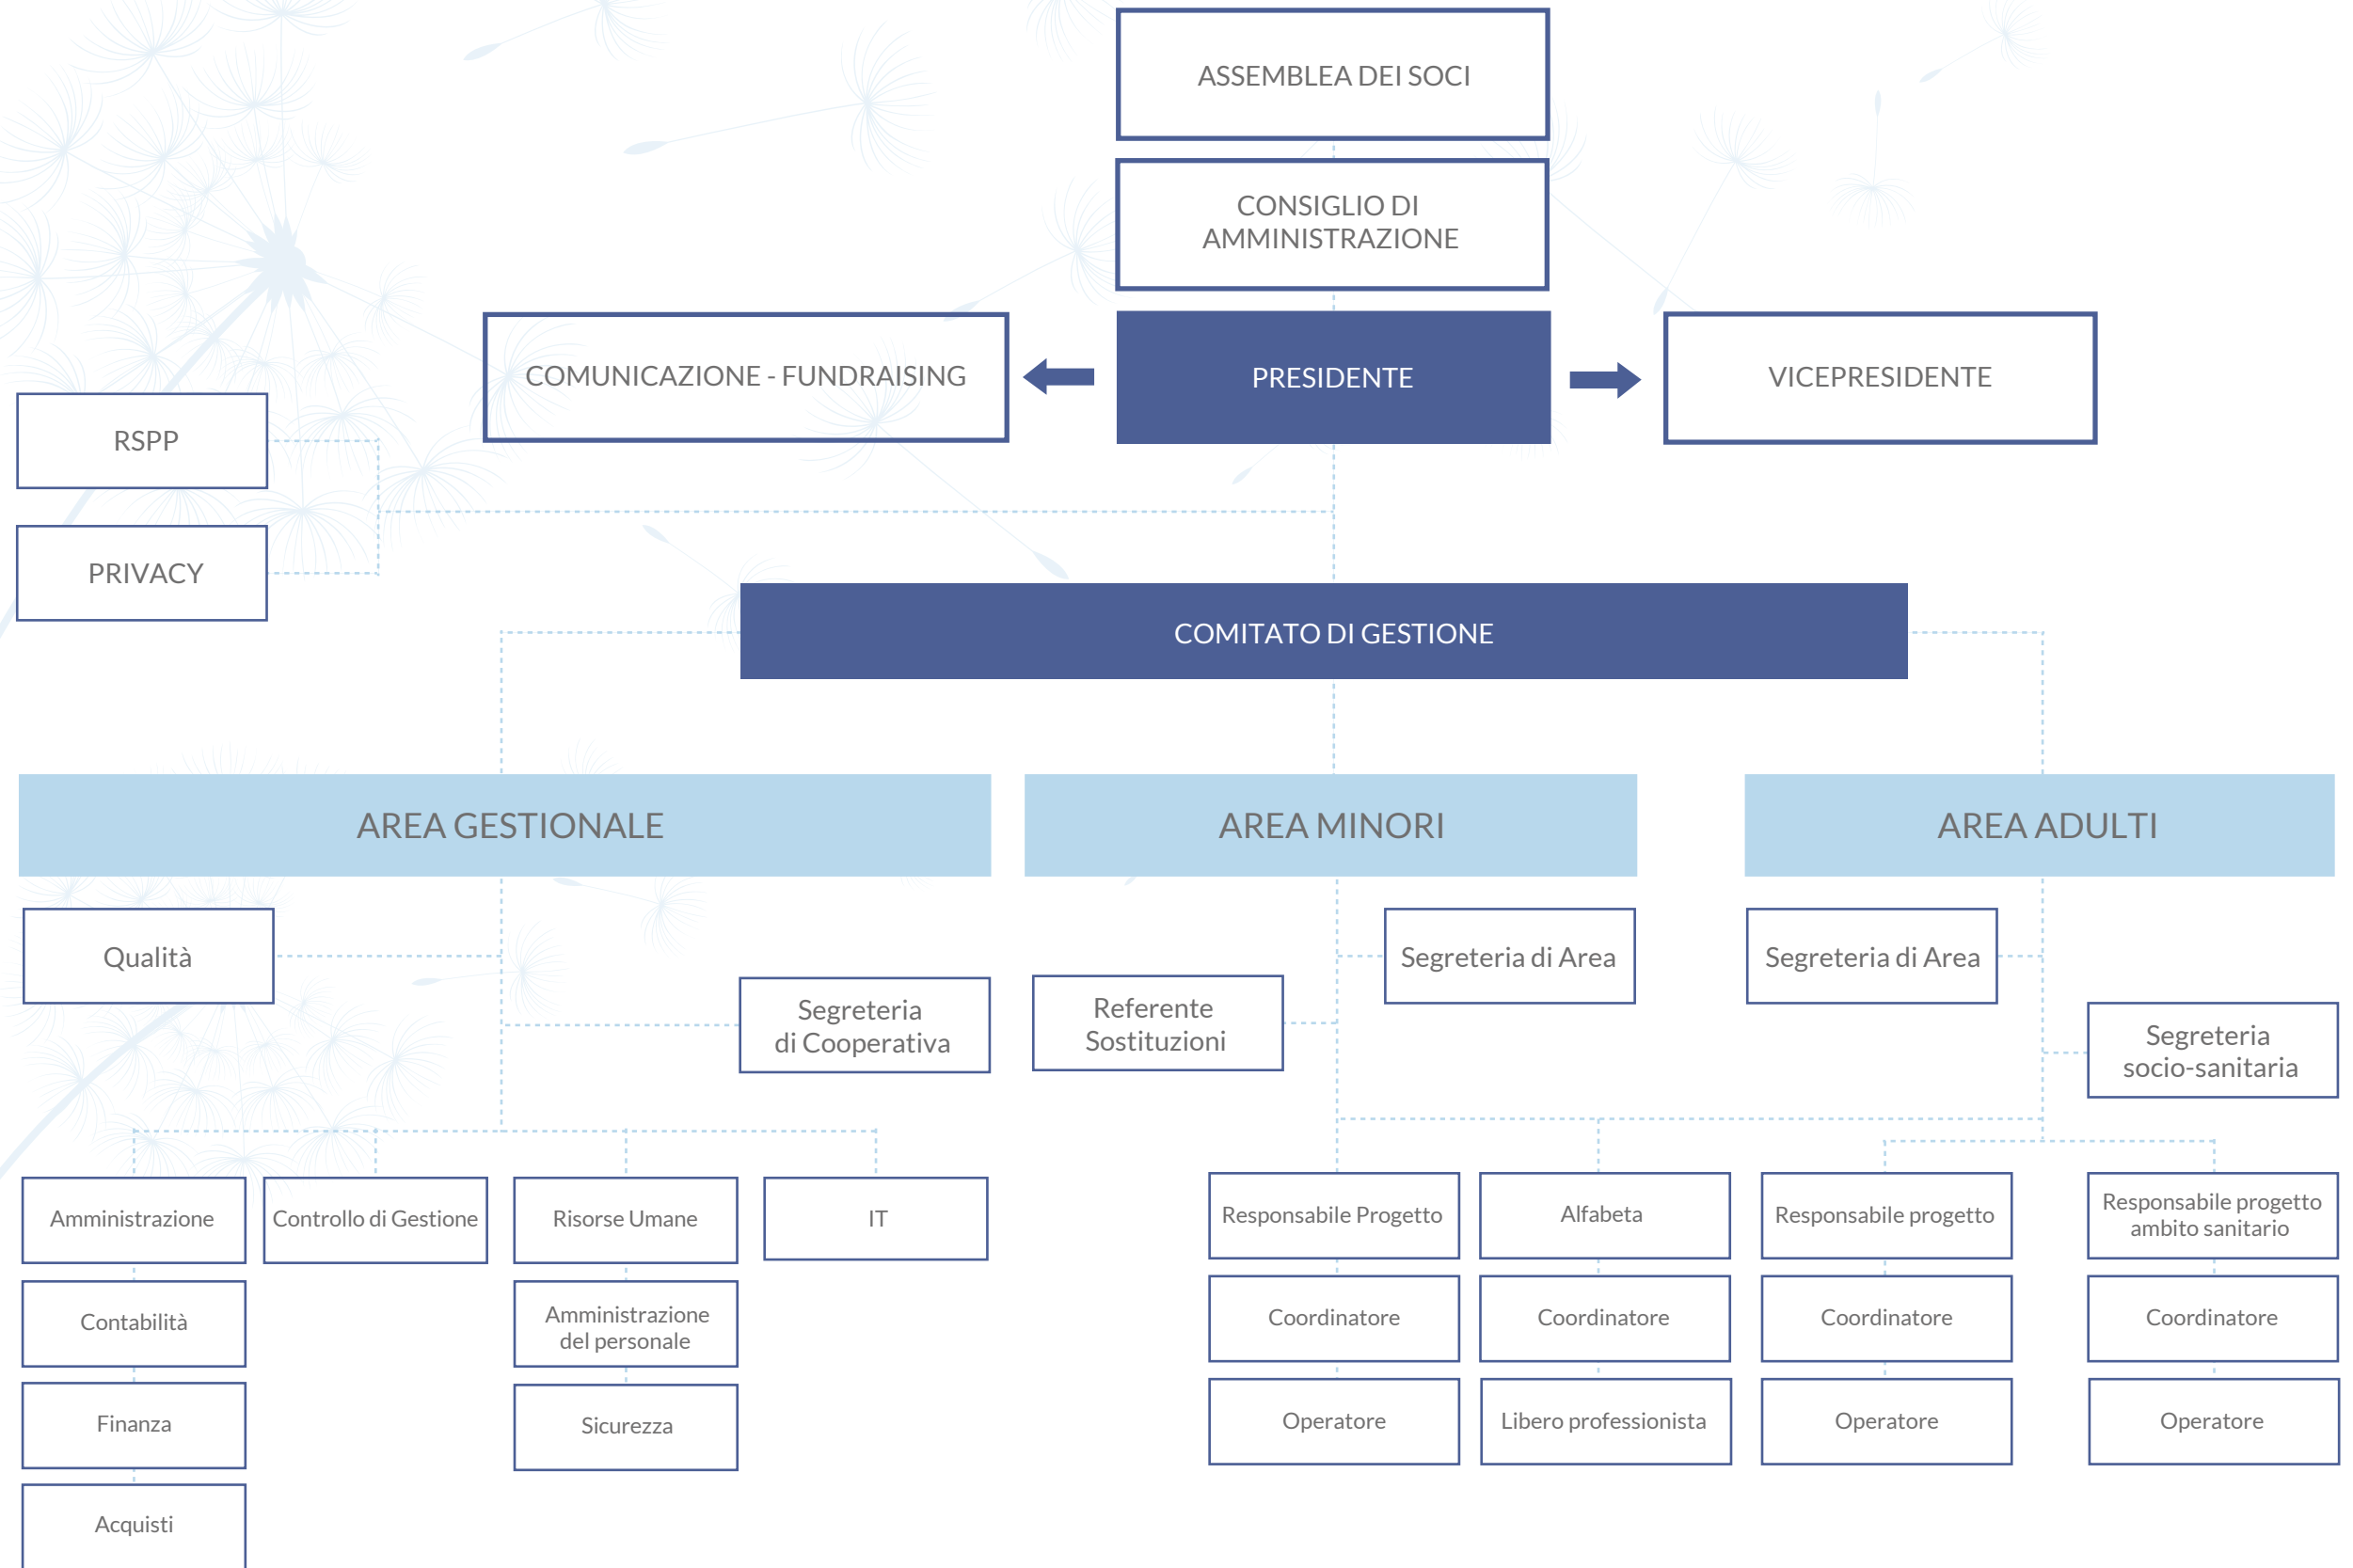 ASSEMBLEA DEI SOCI
CONSIGLIO DI
AMMINISTRAZIONE
COMUNICAZIONE - FUNDRAISING
PRESIDENTE
VICEPRESIDENTE
RSPP
PRIVACY
COMITATO DI GESTIONE
AREA GESTIONALE
AREA MINORI
AREA ADULTI
Qualità
Segreteria
di Cooperativa
Referente
Sostituzioni
Segreteria di Area
Segreteria di Area
Segreteria
socio-sanitaria
Amministrazione
Controllo di Gestione
Risorse Umane
IT
Contabilità
Amministrazione
del personale
Finanza
Sicurezza
Acquisti
Responsabile Progetto
Alfabeta
Responsabile progetto
Responsabile progetto
ambito sanitario
Coordinatore
Coordinatore
Coordinatore
Coordinatore
Operatore
Libero professionista
Operatore
Operatore